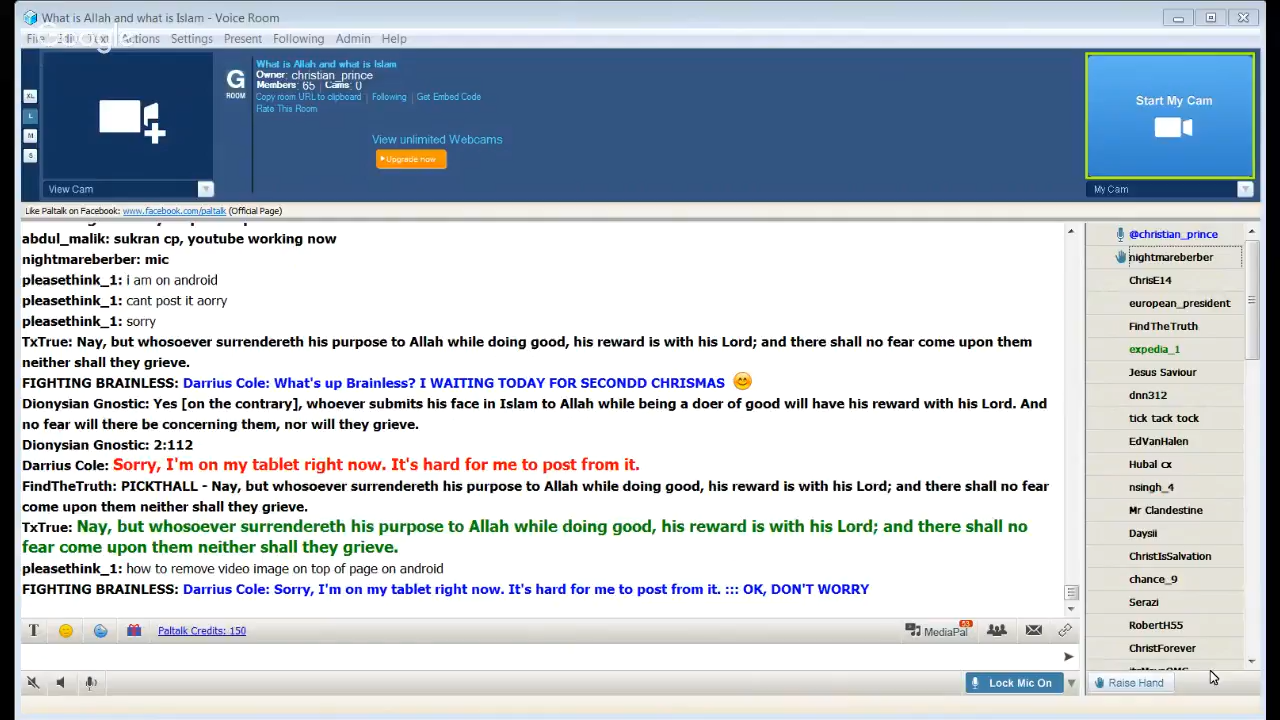 What is Allah and what is Islam - Voice Room
File Edit Text Actions Settings Present Following Admin Help
Google
What is Allah and what is Islam
G
ROOM
Owner: christian_prince
Members: 65 | Cams: 0
Copy room URL to clipboard | Following | Get Embed Code
Rate This Room
View unlimited Webcams
Upgrade now
XL
L
M
S
View Cam
Start My Cam
My Cam
Like Paltalk on Facebook: www.facebook.com/paltalk (Official Page)
abdul_malik: sukran cp, youtube working now
nightmareberber: mic
pleasethink_1: i am on android
pleasethink_1: cant post it aorry
pleasethink_1: sorry
TxTrue: Nay, but whosoever surrendereth his purpose to Allah while doing good, his reward is with his Lord; and there shall no fear come upon them
neither shall they grieve.
FIGHTING BRAINLESS: Darrius Cole: What's up Brainless? I WAITING TODAY FOR SECONDD CHRISMAS
Dionysian Gnostic: Yes [on the contrary], whoever submits his face in Islam to Allah while being a doer of good will have his reward with his Lord. And
no fear will there be concerning them, nor will they grieve.
Dionysian Gnostic: 2:112
Darrius Cole: Sorry, I'm on my tablet right now. It's hard for me to post from it.
FindTheTruth: PICKTHALL - Nay, but whosoever surrendereth his purpose to Allah while doing good, his reward is with his Lord; and there shall no fear
come upon them neither shall they grieve.
TxTrue: Nay, but whosoever surrendereth his purpose to Allah while doing good, his reward is with his Lord; and there shall no
fear come upon them neither shall they grieve.
pleasethink_1: how to remove video image on top of page on android
FIGHTING BRAINLESS: Darrius Cole: Sorry, I'm on my tablet right now. It's hard for me to post from it. ::: OK, DON'T WORRY
@christian_prince
nightmareberber
ChrisE14
european_president
FindTheTruth
expedia_1
Jesus Saviour
dnn312
tick tack tock
EdVanHalen
Hubal cx
nsingh_4
Mr Clandestine
Daysii
ChristIsSalvation
chance_9
Serazi
RobertH55
ChristForever
T Paltalk Credits: 150 MediaPal 53
Lock Mic On Raise Hand